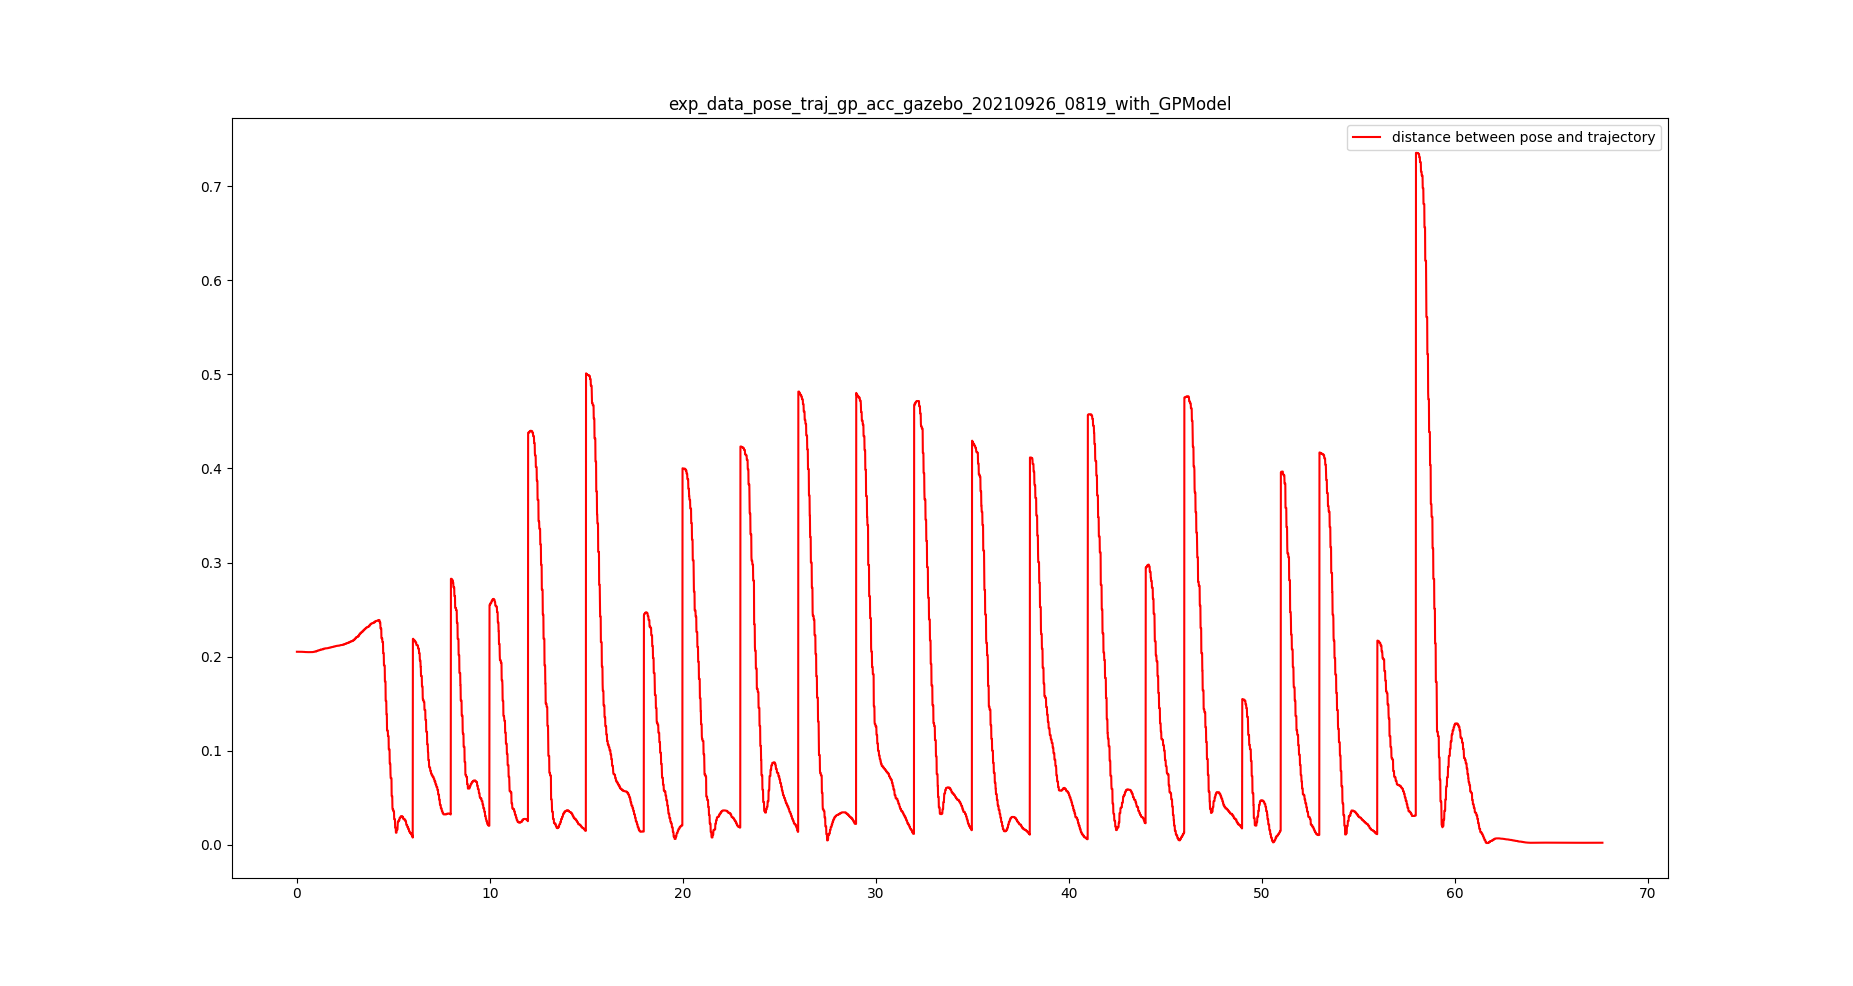 exp_data_pose_traj_gp_acc_gazebo_20210926_0819_with_GPModel
distance between pose and trajectory
0.7
0.6
0.5
0.4
0.3
0.2
0.1
0.0
0 10 20 30 40 50 60 70